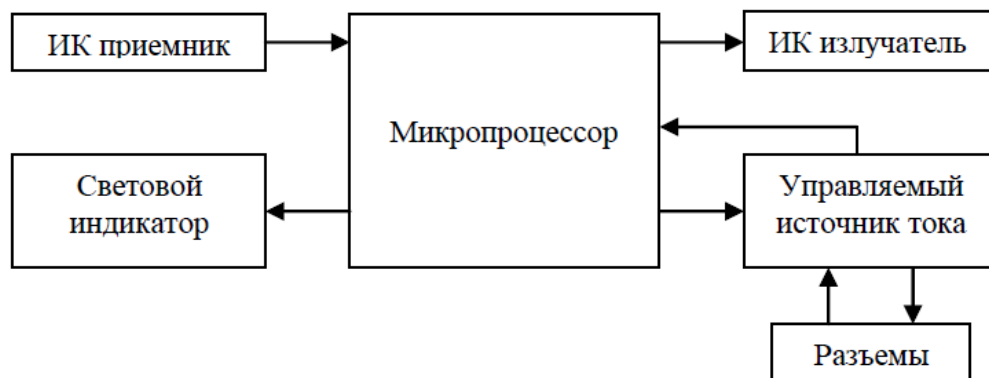 ИК приемник
ИК излучатель
Микропроцессор
Световой
индикатор
Управляемый
источник тока
Разъемы